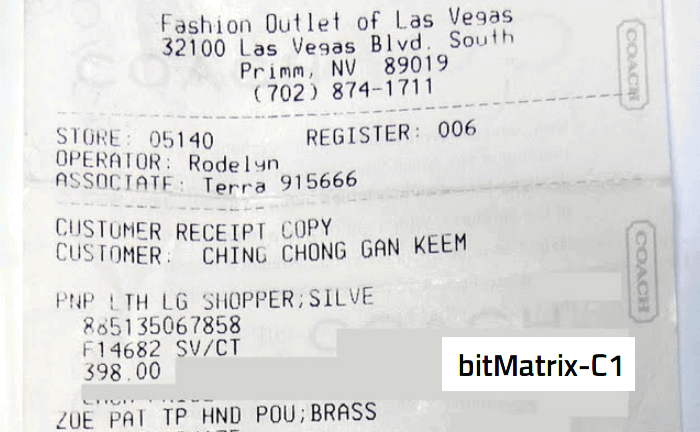 Fashion Outlet of Las Vegas
32100 Las Vegas Blvd. South
Primm, NV 89019
(702) 874-1711
COACH
STORE: 05140 REGISTER: 006
OPERATOR: Rodelyn
ASSOCIATE: Terra 915666
CUSTOMER RECEIPT COPY
CUSTOMER: CHING CHONG GAN KEEM
COACH
PNP LTH LG SHOPPER;SILVE
885135067858
F14682 SV/CT
398.00
bitMatrix-C1
ZOE PAT TP HND POU;BRASS